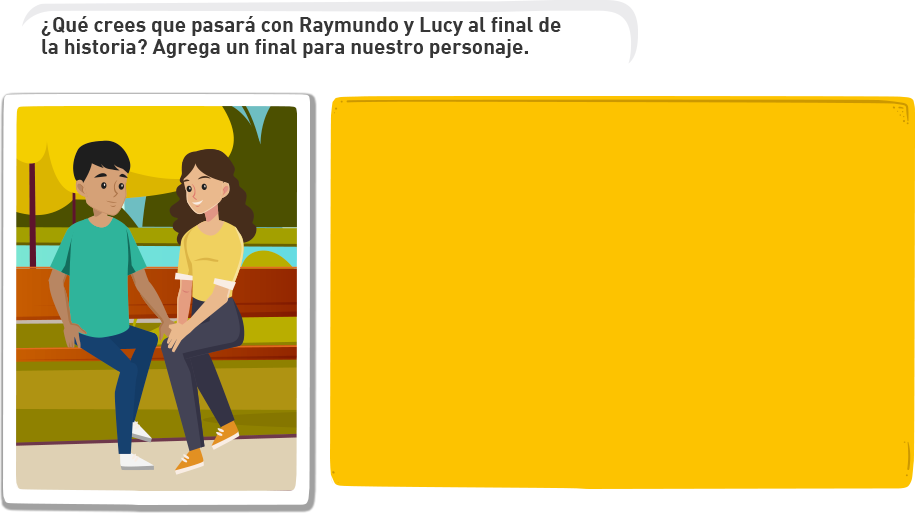 ¿Qué crees que pasará con Raymundo y Lucy al final de
la historia? Agrega un final para nuestro personaje.